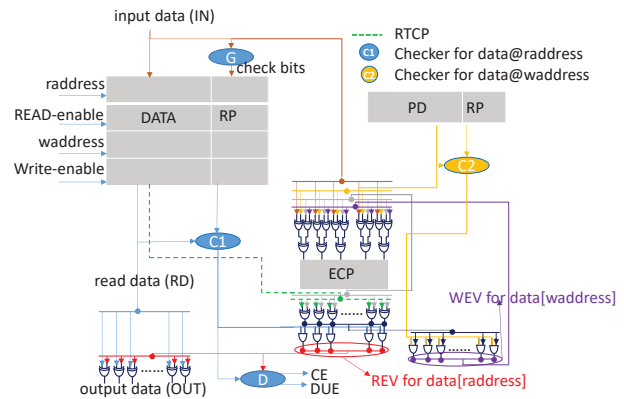 input data (IN)
RTCP
C1 Checker for data@raddress
C2 Checker for data@waddress
G
check bits
raddress
READ-enable
DATA RP
PD RP
waddress
Write-enable
C2
C1
ECP
read data (RD)
WEV for data[waddress]
output data (OUT)
D
CE
DUE
REV for data[raddress]